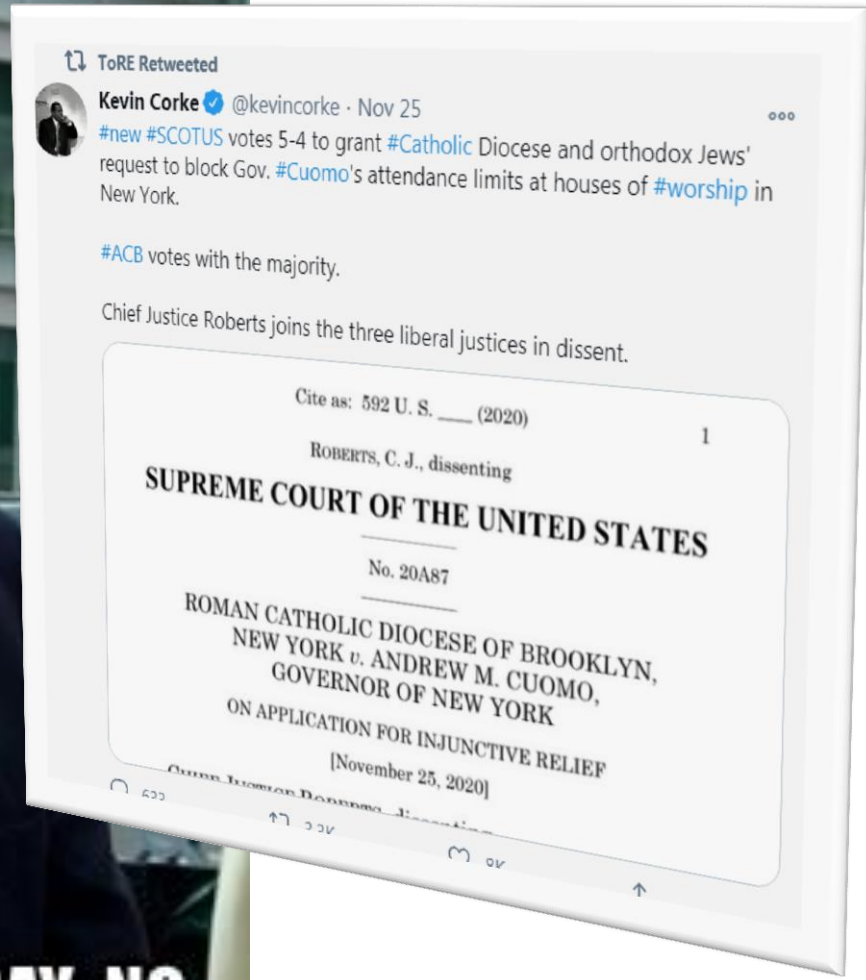 ToRE Retweeted
Kevin Corke @kevincorke · Nov 25
#new #SCOTUS votes 5-4 to grant #Catholic Diocese and orthodox Jews'
request to block Gov. #Cuomo's attendance limits at houses of #worship in
New York.
#ACB votes with the majority.
Chief Justice Roberts joins the three liberal justices in dissent.
Cite as: 592 U. S. ____ (2020)
1
ROBERTS, C. J., dissenting
SUPREME COURT OF THE UNITED STATES
No. 20A87
ROMAN CATHOLIC DIOCESE OF BROOKLYN,
NEW YORK v. ANDREW M. CUOMO,
GOVERNOR OF NEW YORK
ON APPLICATION FOR INJUNCTIVE RELIEF
[November 25, 2020]